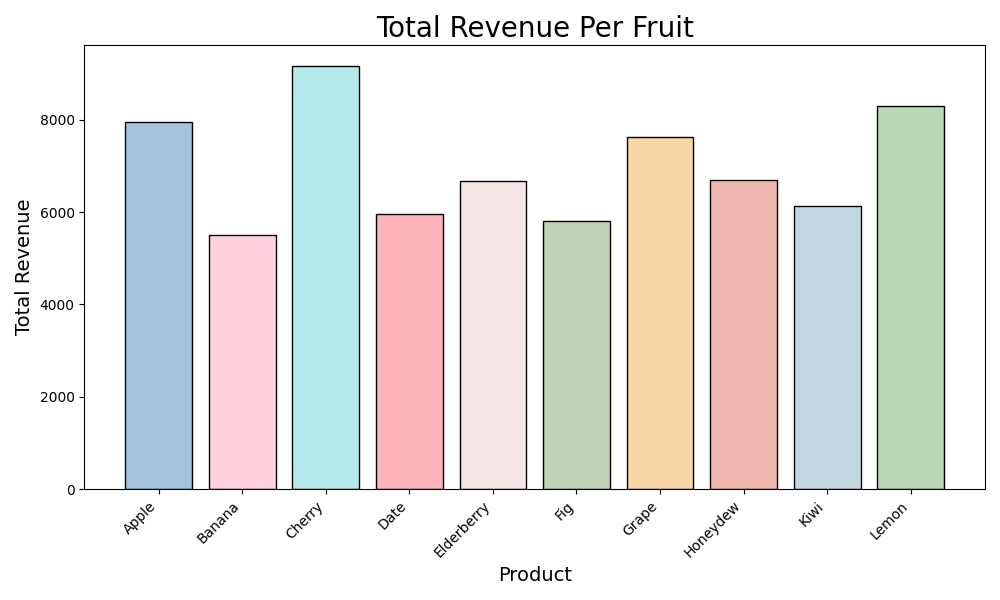 Total Revenue Per Fruit
Total Revenue
8000
6000
4000
2000
0
Apple
Banana
Cherry
Date
Elderberry
Fig
Grape
Honeydew
Kiwi
Lemon
Product